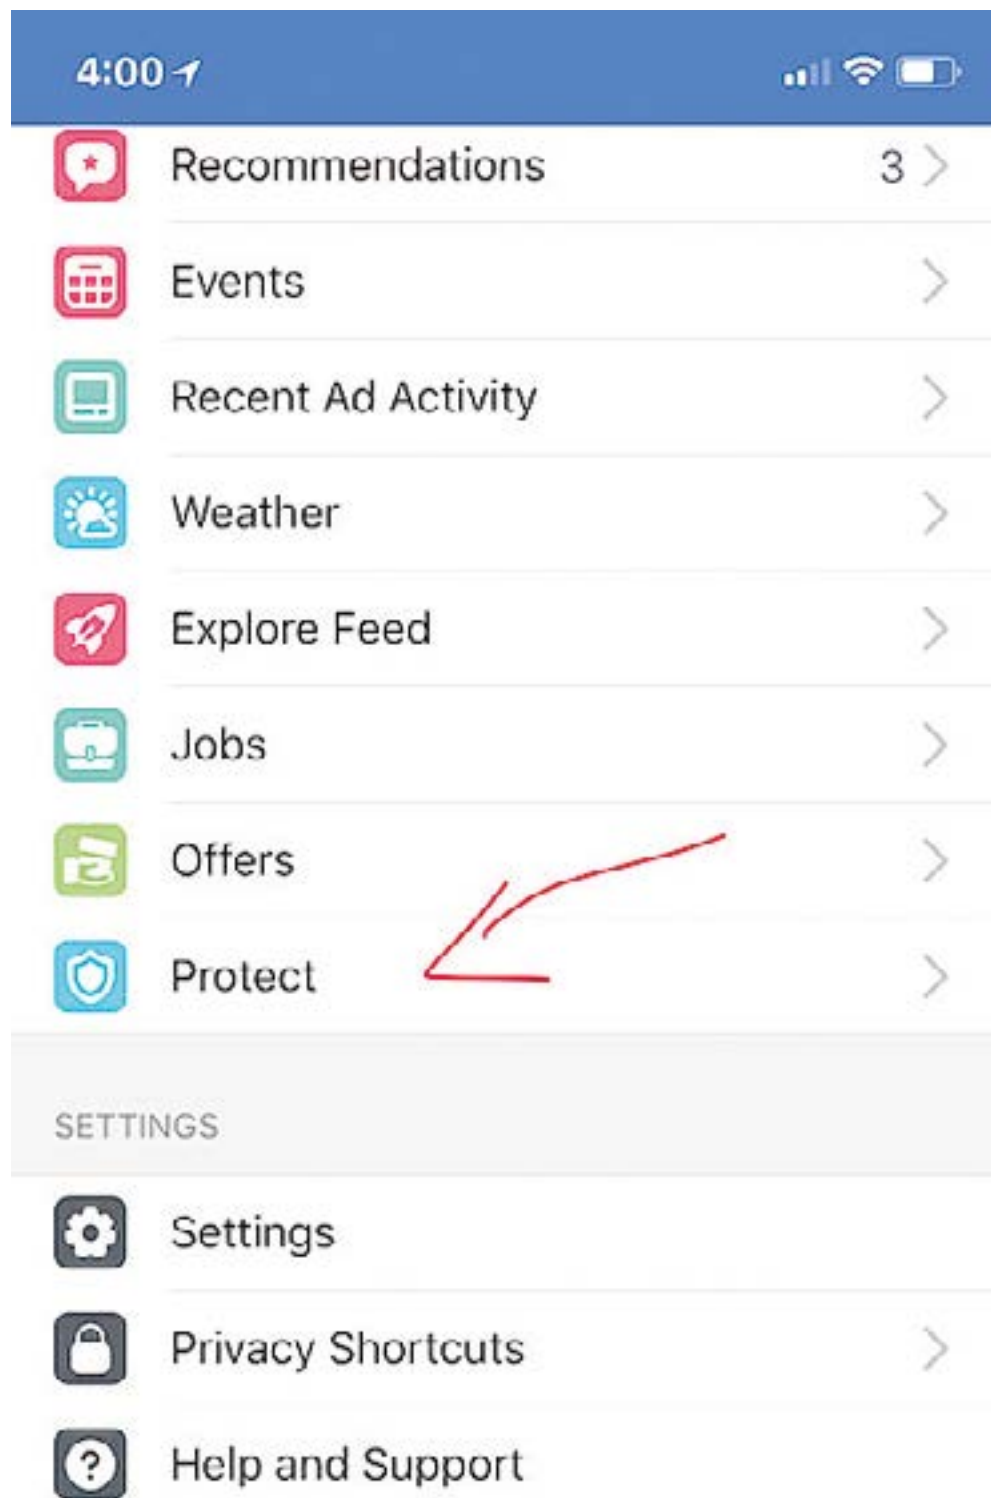 4:00
Recommendations 3
Events
Recent Ad Activity
Weather
Explore Feed
Jobs
Offers
Protect
SETTINGS
Settings
Privacy Shortcuts
Help and Support